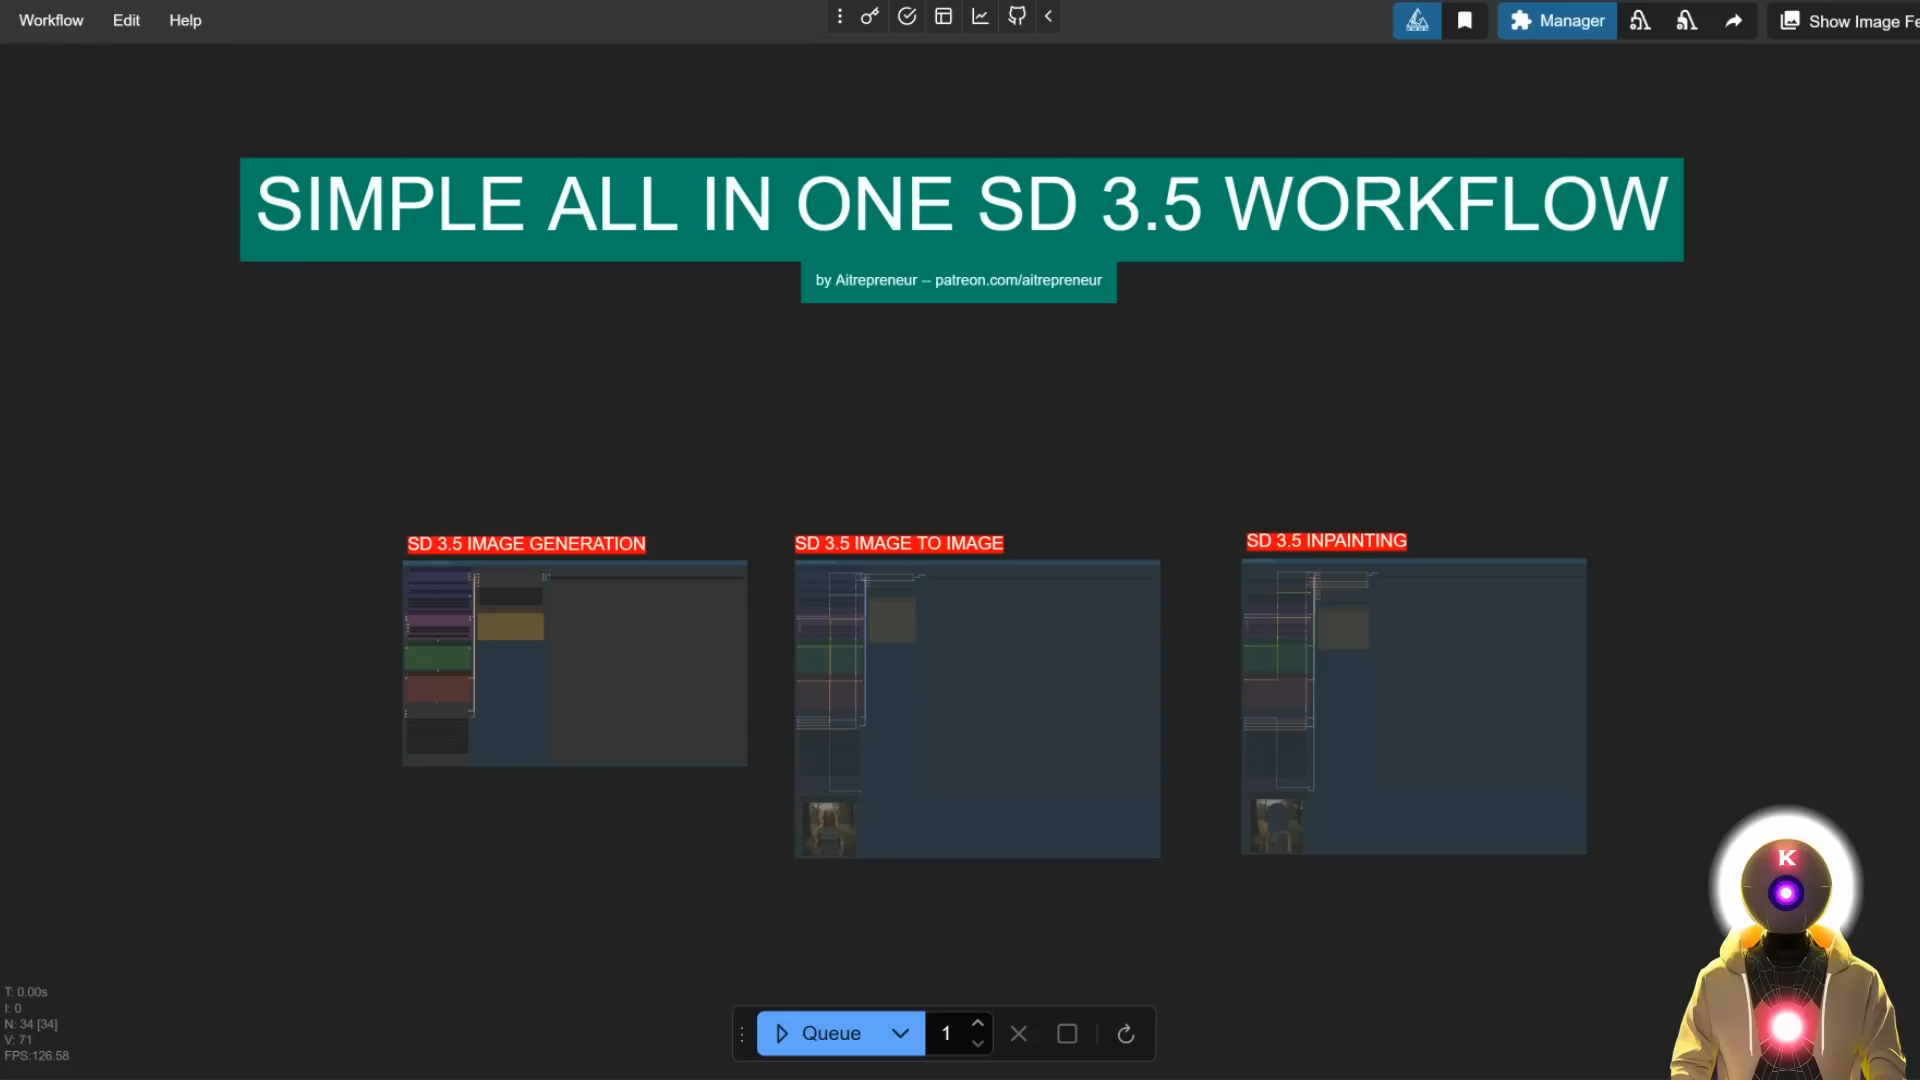 Workflow Edit Help
Manager
Show Image Fe
SIMPLE ALL IN ONE SD 3.5 WORKFLOW
by Aitrepreneur -- patreon.com/aitrepreneur
SD 3.5 IMAGE GENERATION
SD 3.5 IMAGE TO IMAGE
SD 3.5 INPAINTING
K
T: 0.00s
I: 0
N: 34 [34]
V: 71
FPS:126.58
Queue 1